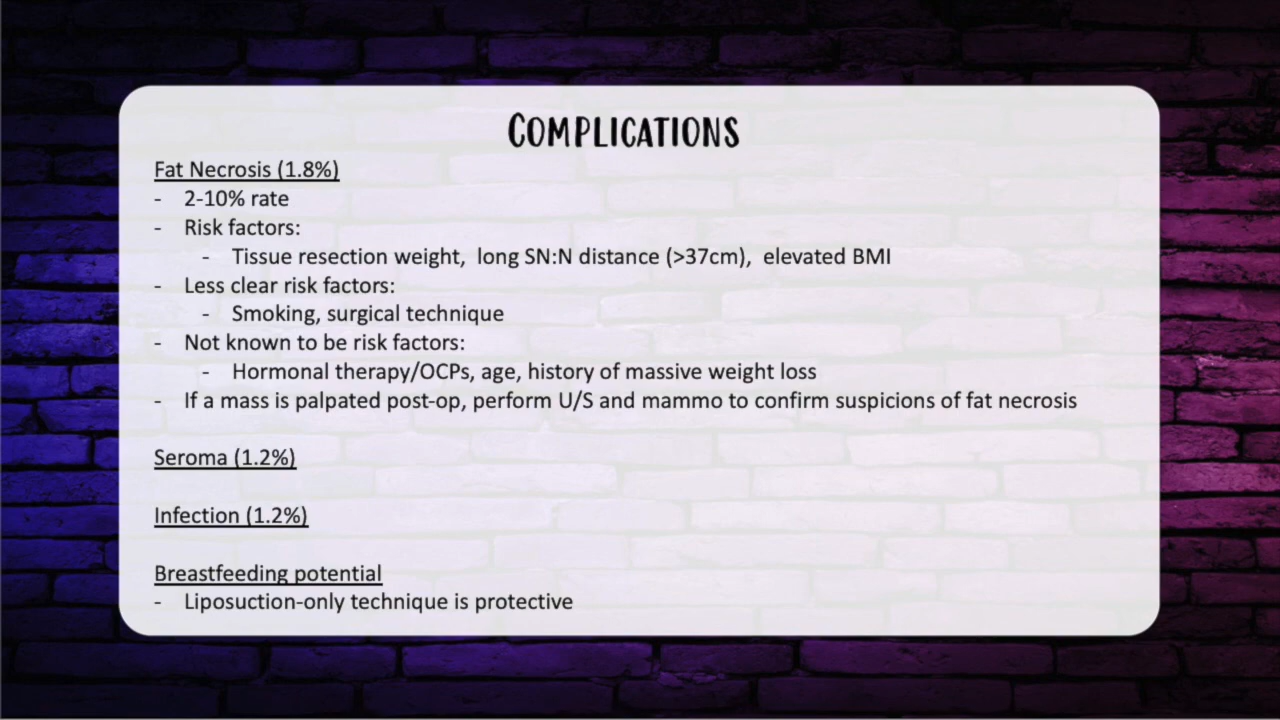 COMPLICATIONS
Fat Necrosis (1.8%)
- 2-10% rate
- Risk factors:
- Tissue resection weight, long SN:N distance (>37cm), elevated BMI
- Less clear risk factors:
- Smoking, surgical technique
- Not known to be risk factors:
- Hormonal therapy/OCPs, age, history of massive weight loss
- If a mass is palpated post-op, perform U/S and mammo to confirm suspicions of fat necrosis
Seroma (1.2%)
Infection (1.2%)
Breastfeeding potential
- Liposuction-only technique is protective